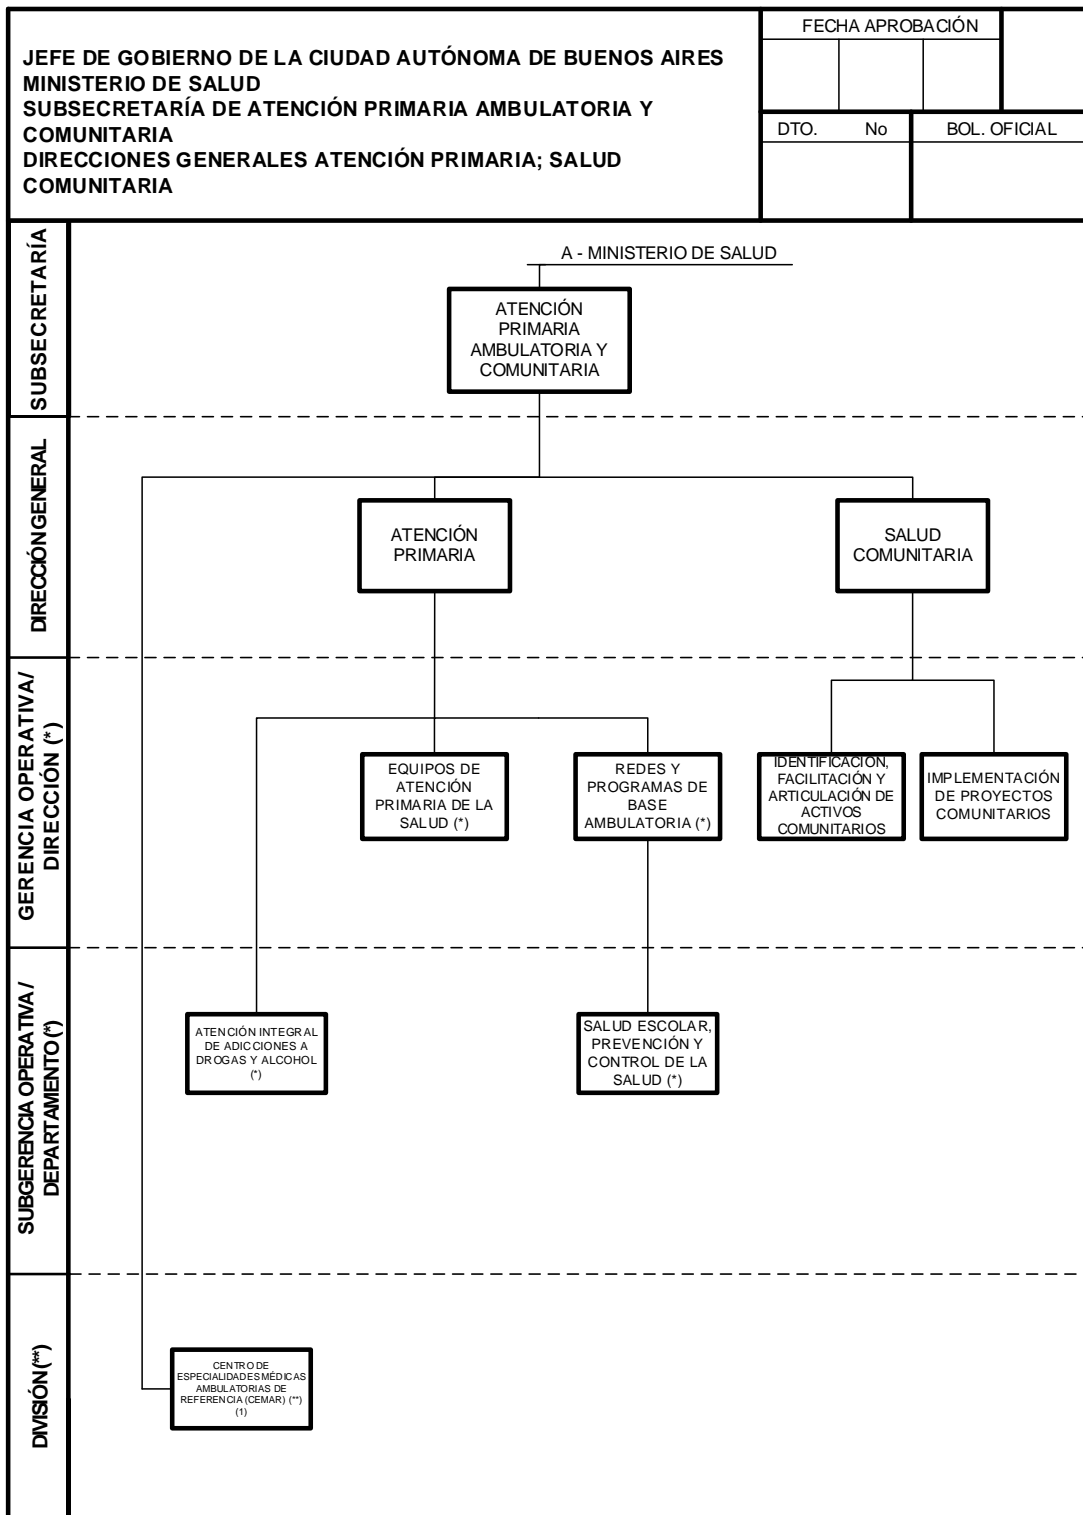 JEFE DE GOBIERNO DE LA CIUDAD AUTÓNOMA DE BUENOS AIRES
MINISTERIO DE SALUD
SUBSECRETARÍA DE ATENCIÓN PRIMARIA AMBULATORIA Y
COMUNITARIA
DIRECCIONES GENERALES ATENCIÓN PRIMARIA; SALUD
COMUNITARIA
FECHA APROBACIÓN
DTO. No
BOL. OFICIAL
SUBSECRETARÍA
A - MINISTERIO DE SALUD
ATENCIÓN
PRIMARIA
AMBULATORIA Y
COMUNITARIA
DIRECCIÓN GENERAL
ATENCIÓN
PRIMARIA
SALUD
COMUNITARIA
GERENCIA OPERATIVA/
DIRECCIÓN (*)
EQUIPOS DE
ATENCIÓN
PRIMARIA DE LA
SALUD (*)
REDES Y
PROGRAMAS DE
BASE
AMBULATORIA (*)
IDENTIFICACIÓN,
FACILITACIÓN Y
ARTICULACIÓN DE
ACTIVOS
COMUNITARIOS
IMPLEMENTACIÓN
DE PROYECTOS
COMUNITARIOS
SUBGERENCIA OPERATIVA/
DEPARTAMENTO (*)
ATENCIÓN INTEGRAL
DE ADICCIONES A
DROGAS Y ALCOHOL
(*)
SALUD ESCOLAR,
PREVENCIÓN Y
CONTROL DE LA
SALUD (*)
DIVISIÓN (**)
CENTRO DE
ESPECIALIDADES MÉDICAS
AMBULATORIAS DE
REFERENCIA (CEMAR) (**)
(1)